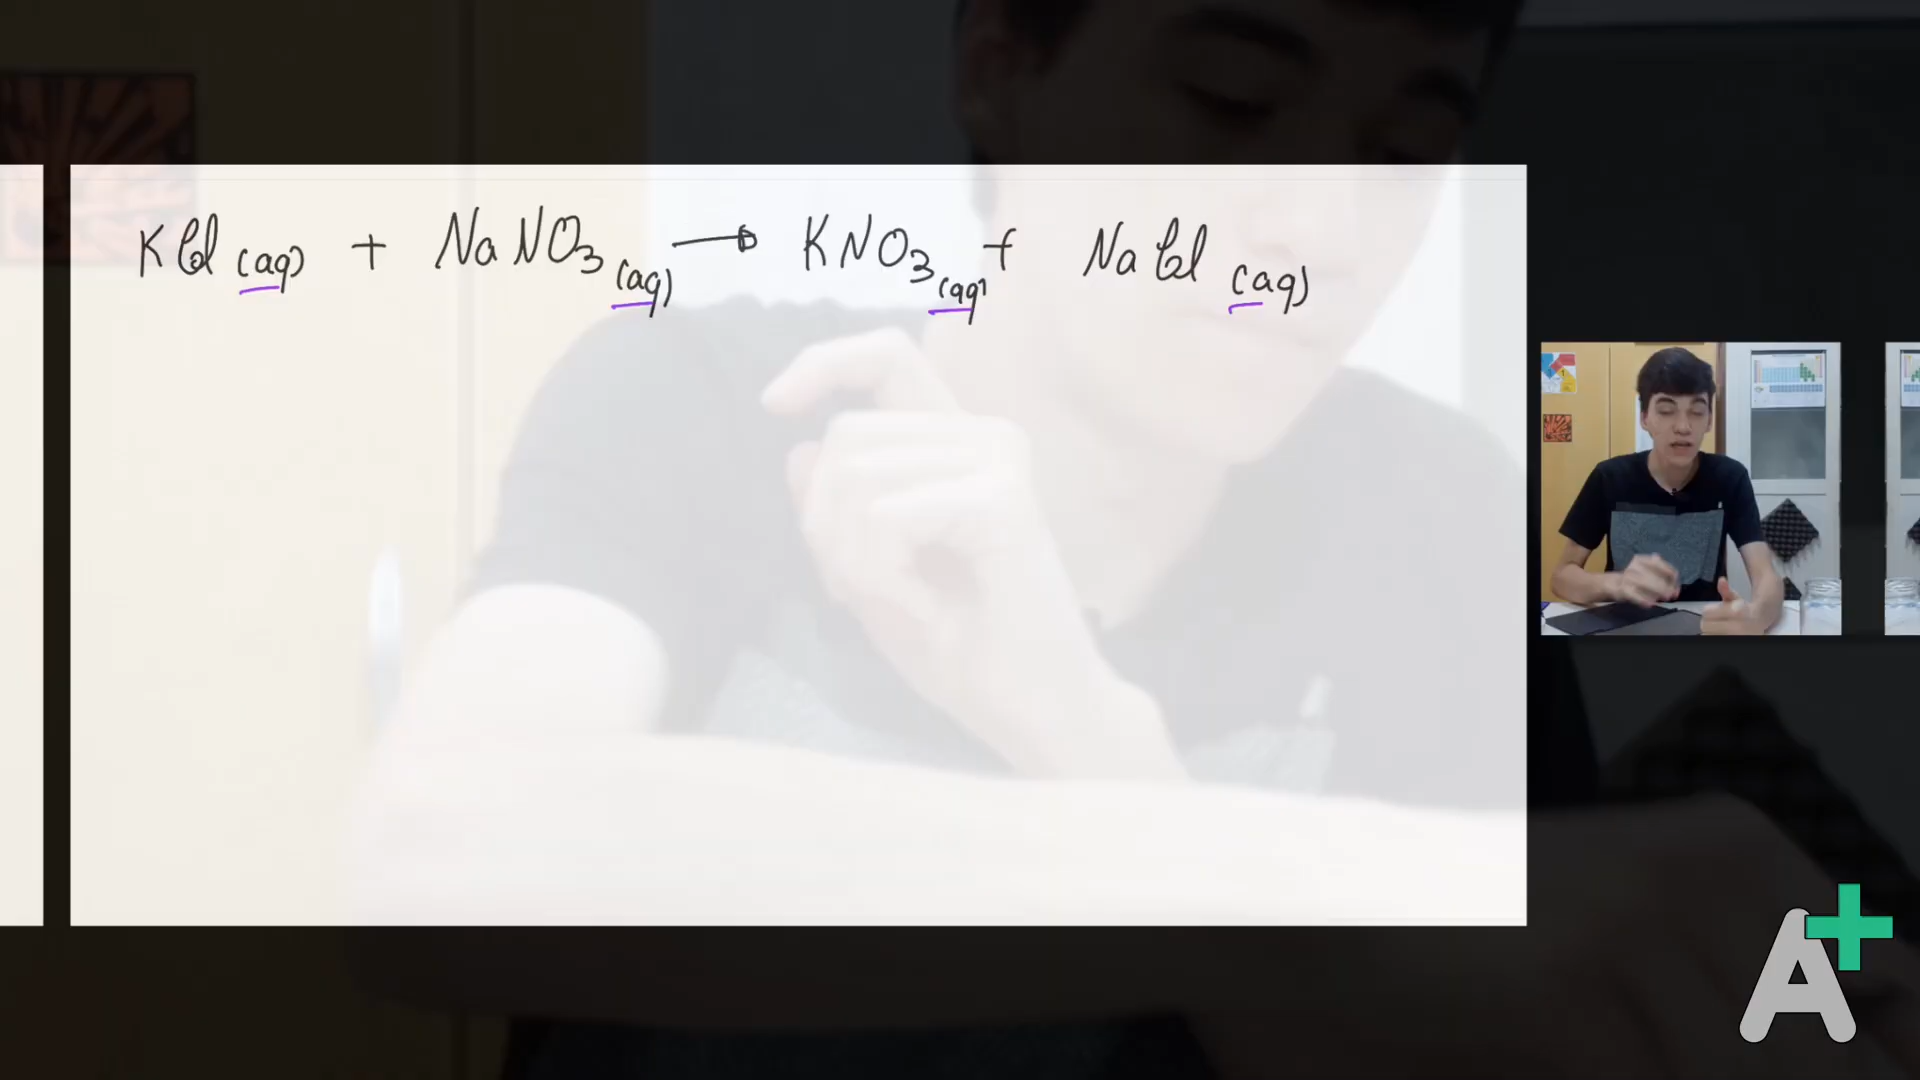 KCl (aq) + NaNO3 (aq) → KNO3 (aq) + NaCl (aq)
A+